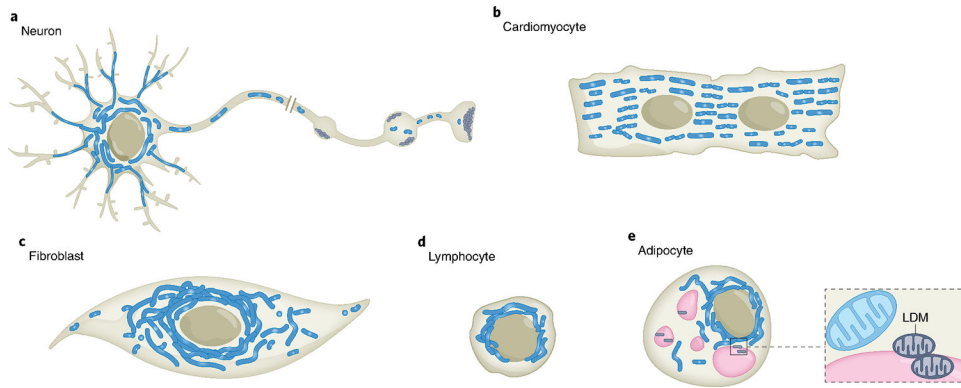 a
Neuron
b
Cardiomyocyte
c
Fibroblast
d
Lymphocyte
e
Adipocyte
LDM